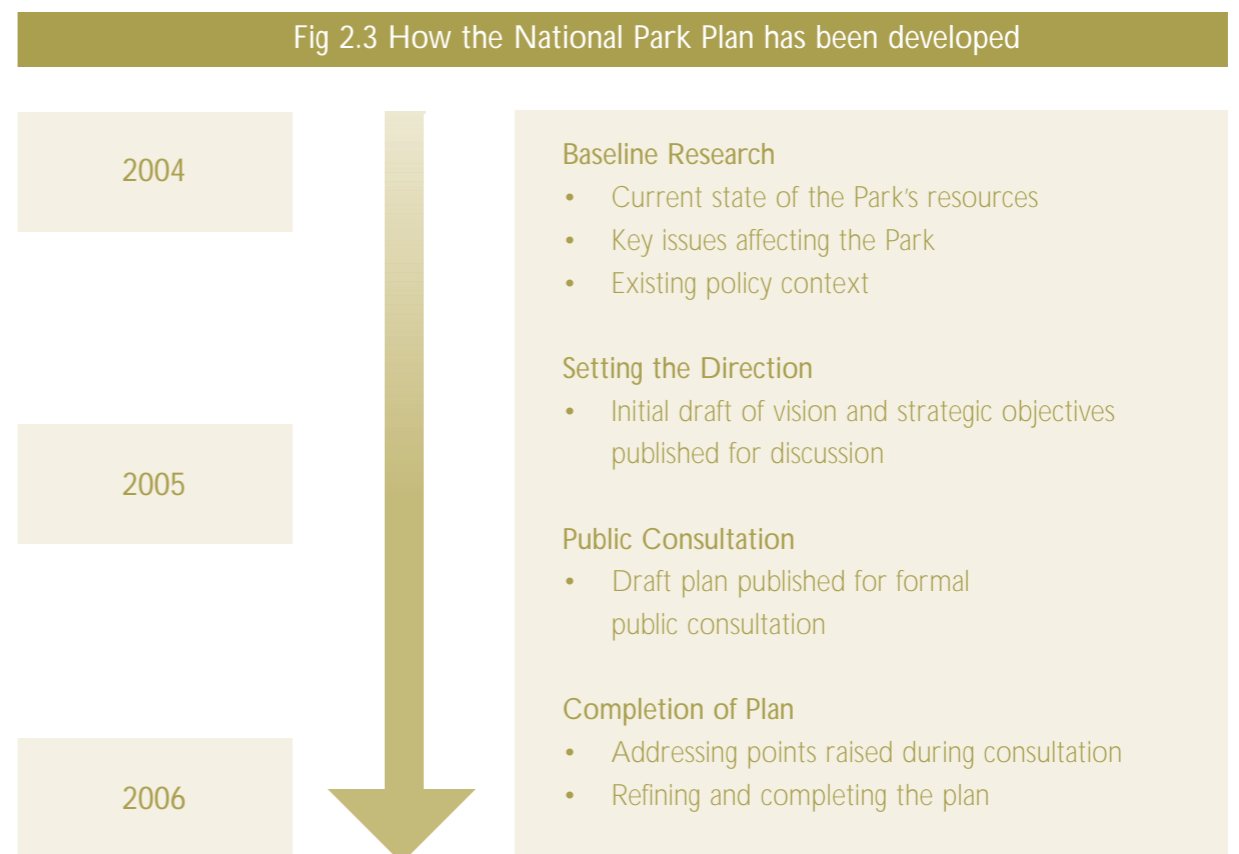 Fig 2.3 How the National Park Plan has been developed
2004
Baseline Research
• Current state of the Park's resources
• Key issues affecting the Park
• Existing policy context
Setting the Direction
• Initial draft of vision and strategic objectives
published for discussion
2005
Public Consultation
• Draft plan published for formal
public consultation
Completion of Plan
• Addressing points raised during consultation
• Refining and completing the plan
2006